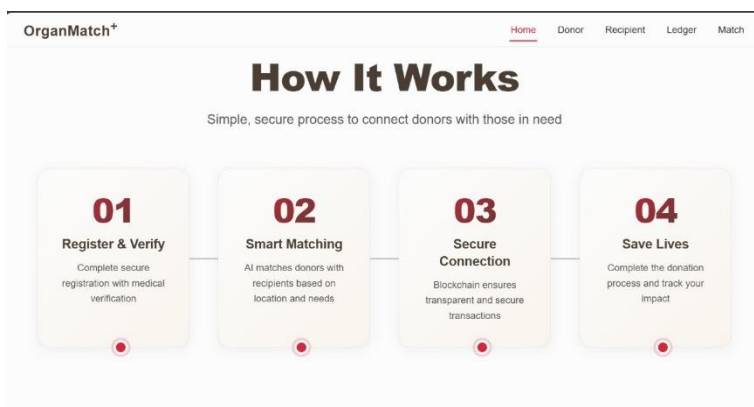 OrganMatch+
Home Donor Recipient Ledger Match
How It Works
Simple, secure process to connect donors with those in need
01
Register & Verify
Complete secure
registration with medical
verification
02
Smart Matching
AI matches donors with
recipients based on
location and needs
03
Secure
Connection
Blockchain ensures
transparent and secure
transactions
04
Save Lives
Complete the donation
process and track your
impact